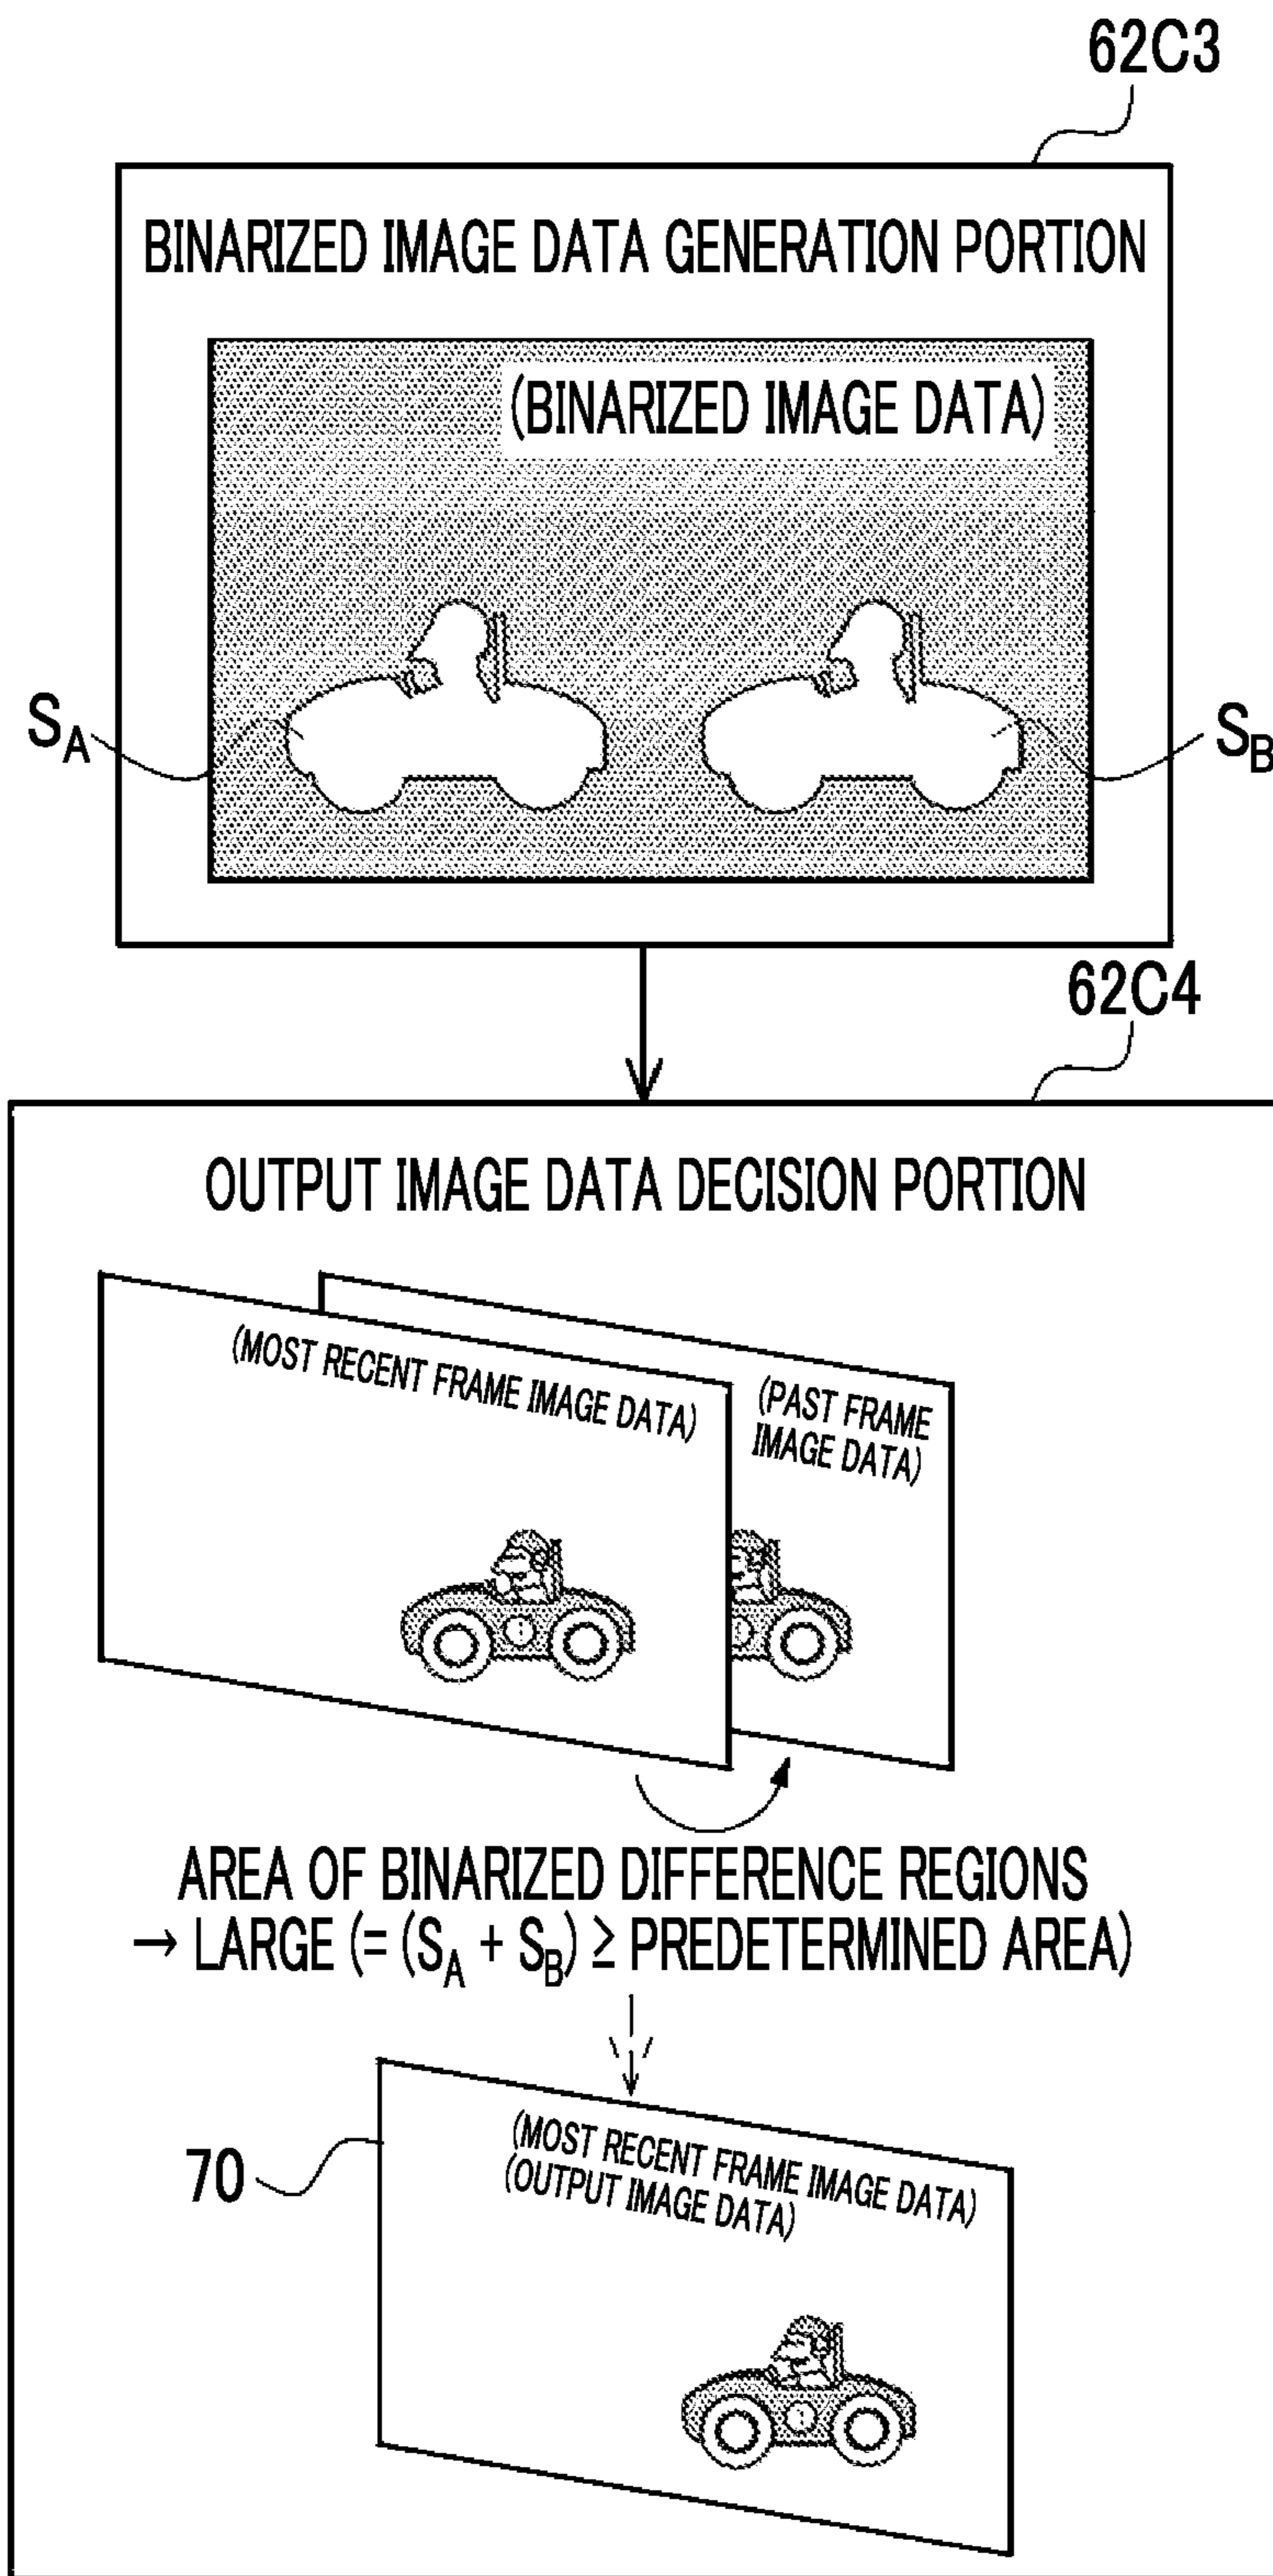 62C3
BINARIZED IMAGE DATA GENERATION PORTION
(BINARIZED IMAGE DATA)
SA
SB
62C4
OUTPUT IMAGE DATA DECISION PORTION
(MOST RECENT FRAME IMAGE DATA)
(PAST FRAME
IMAGE DATA)
AREA OF BINARIZED DIFFERENCE REGIONS
→ LARGE (= (SA + SB) ≥ PREDETERMINED AREA)
70
(MOST RECENT FRAME IMAGE DATA)
(OUTPUT IMAGE DATA)